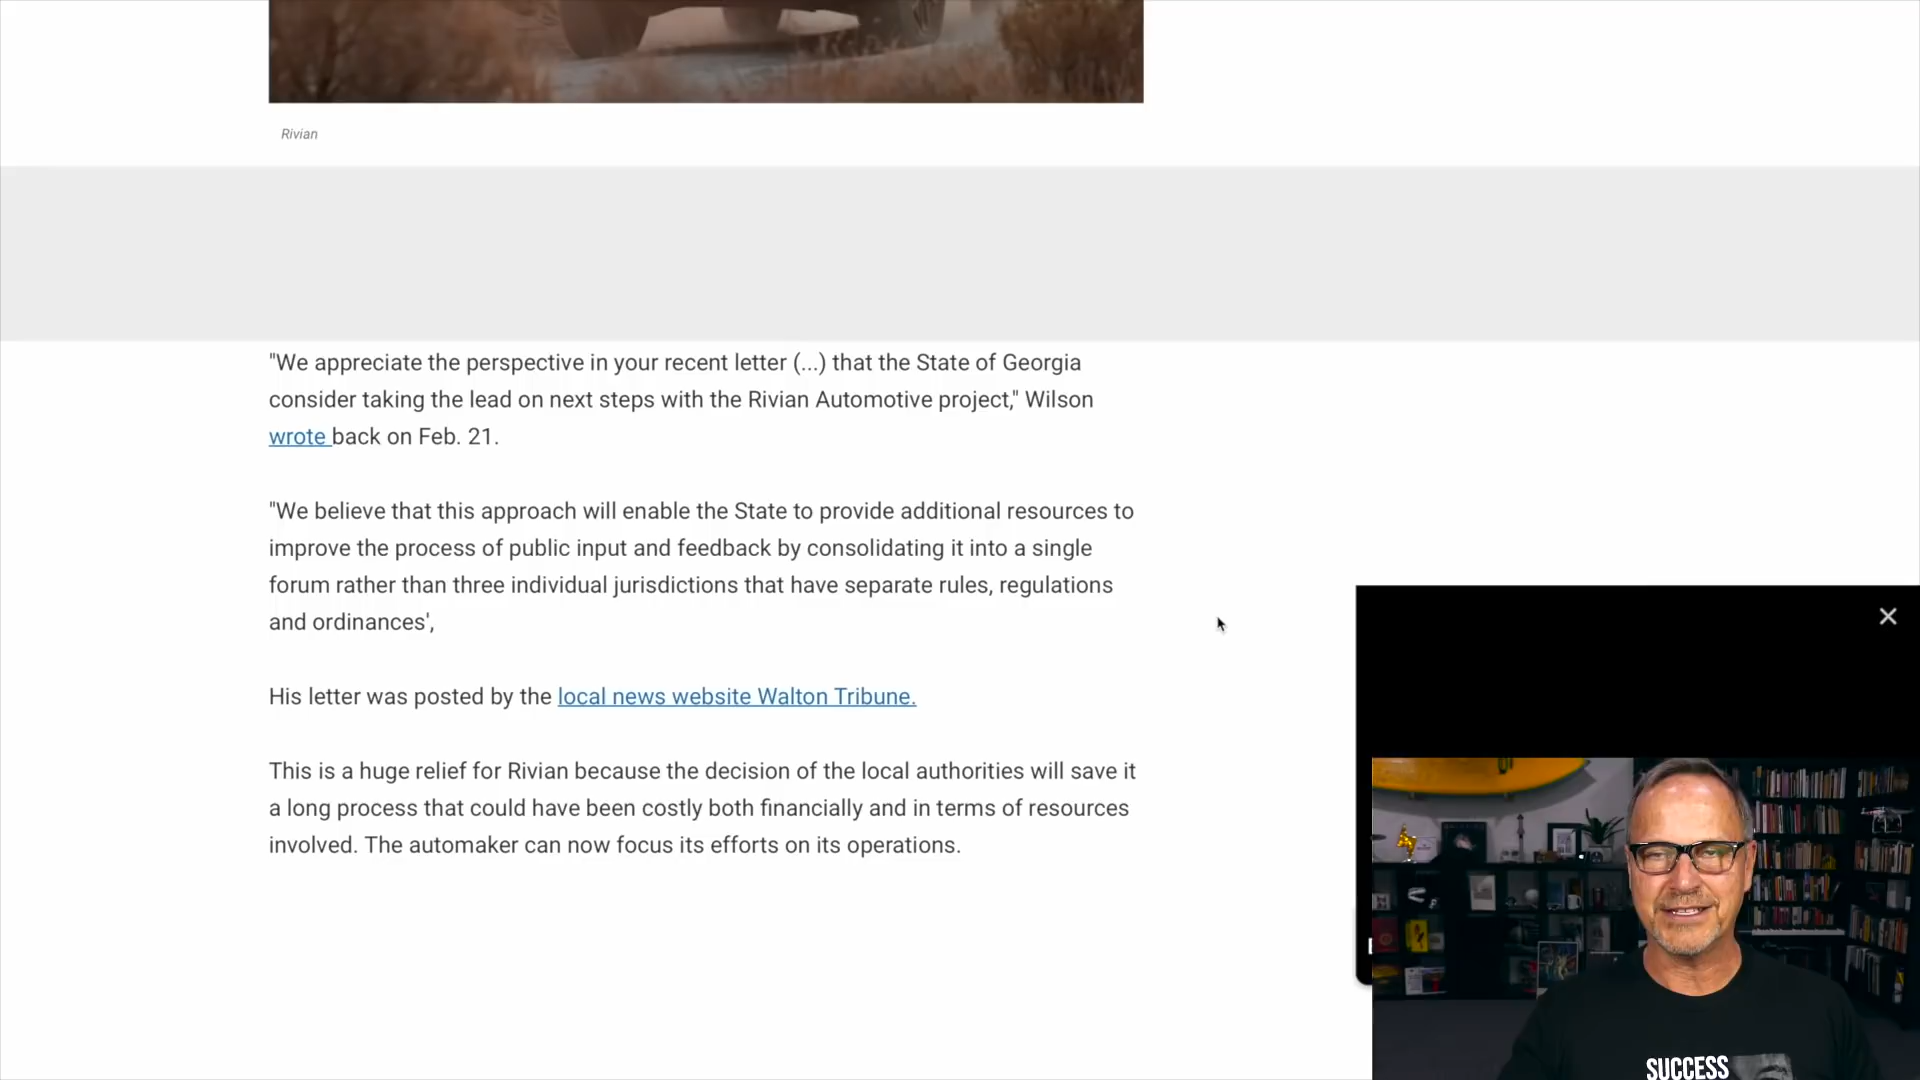 Rivian
"We appreciate the perspective in your recent letter (...) that the State of Georgia
consider taking the lead on next steps with the Rivian Automotive project," Wilson
wrote back on Feb. 21.
"We believe that this approach will enable the State to provide additional resources to
improve the process of public input and feedback by consolidating it into a single
forum rather than three individual jurisdictions that have separate rules, regulations
and ordinances',
His letter was posted by the local news website Walton Tribune.
This is a huge relief for Rivian because the decision of the local authorities will save it
a long process that could have been costly both financially and in terms of resources
involved. The automaker can now focus its efforts on its operations.
SUCCESS